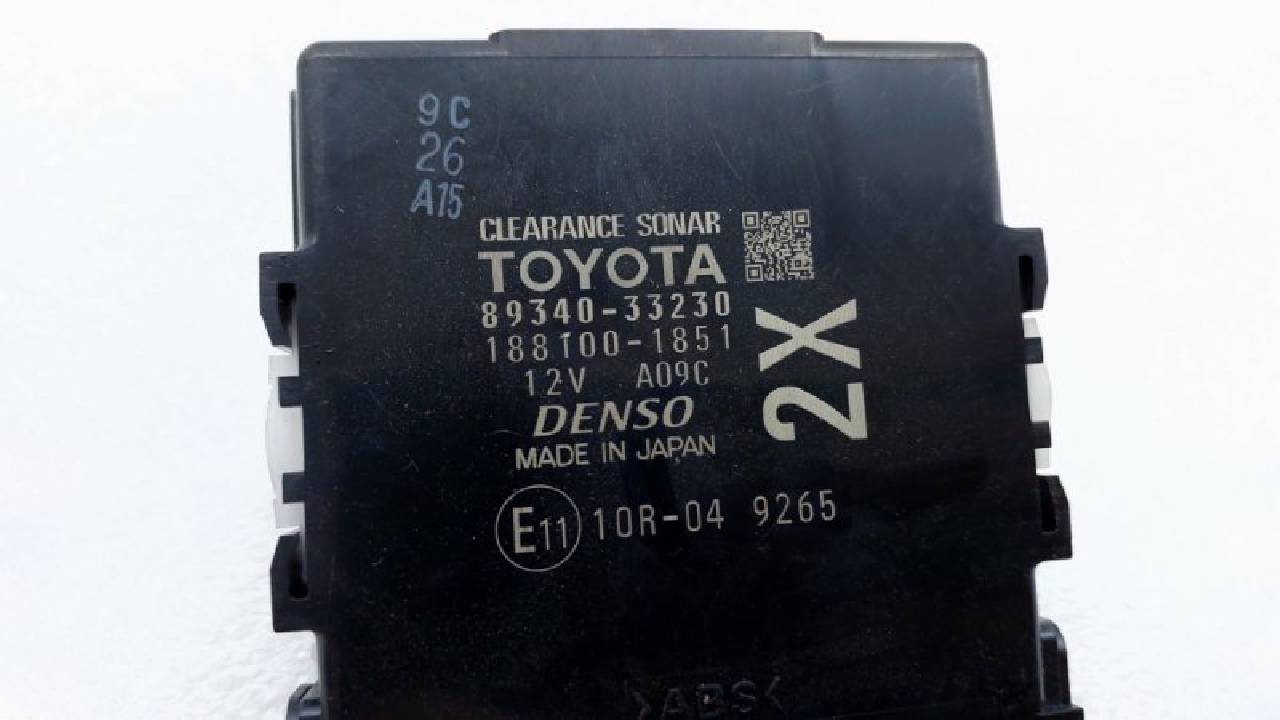 9C
26
A15
CLEARANCE SONAR
TOYOTA
89340-33230
188100-1851
12V A09C
DENSO
MADE IN JAPAN
2X
E11 10R-04 9265
>ABS<